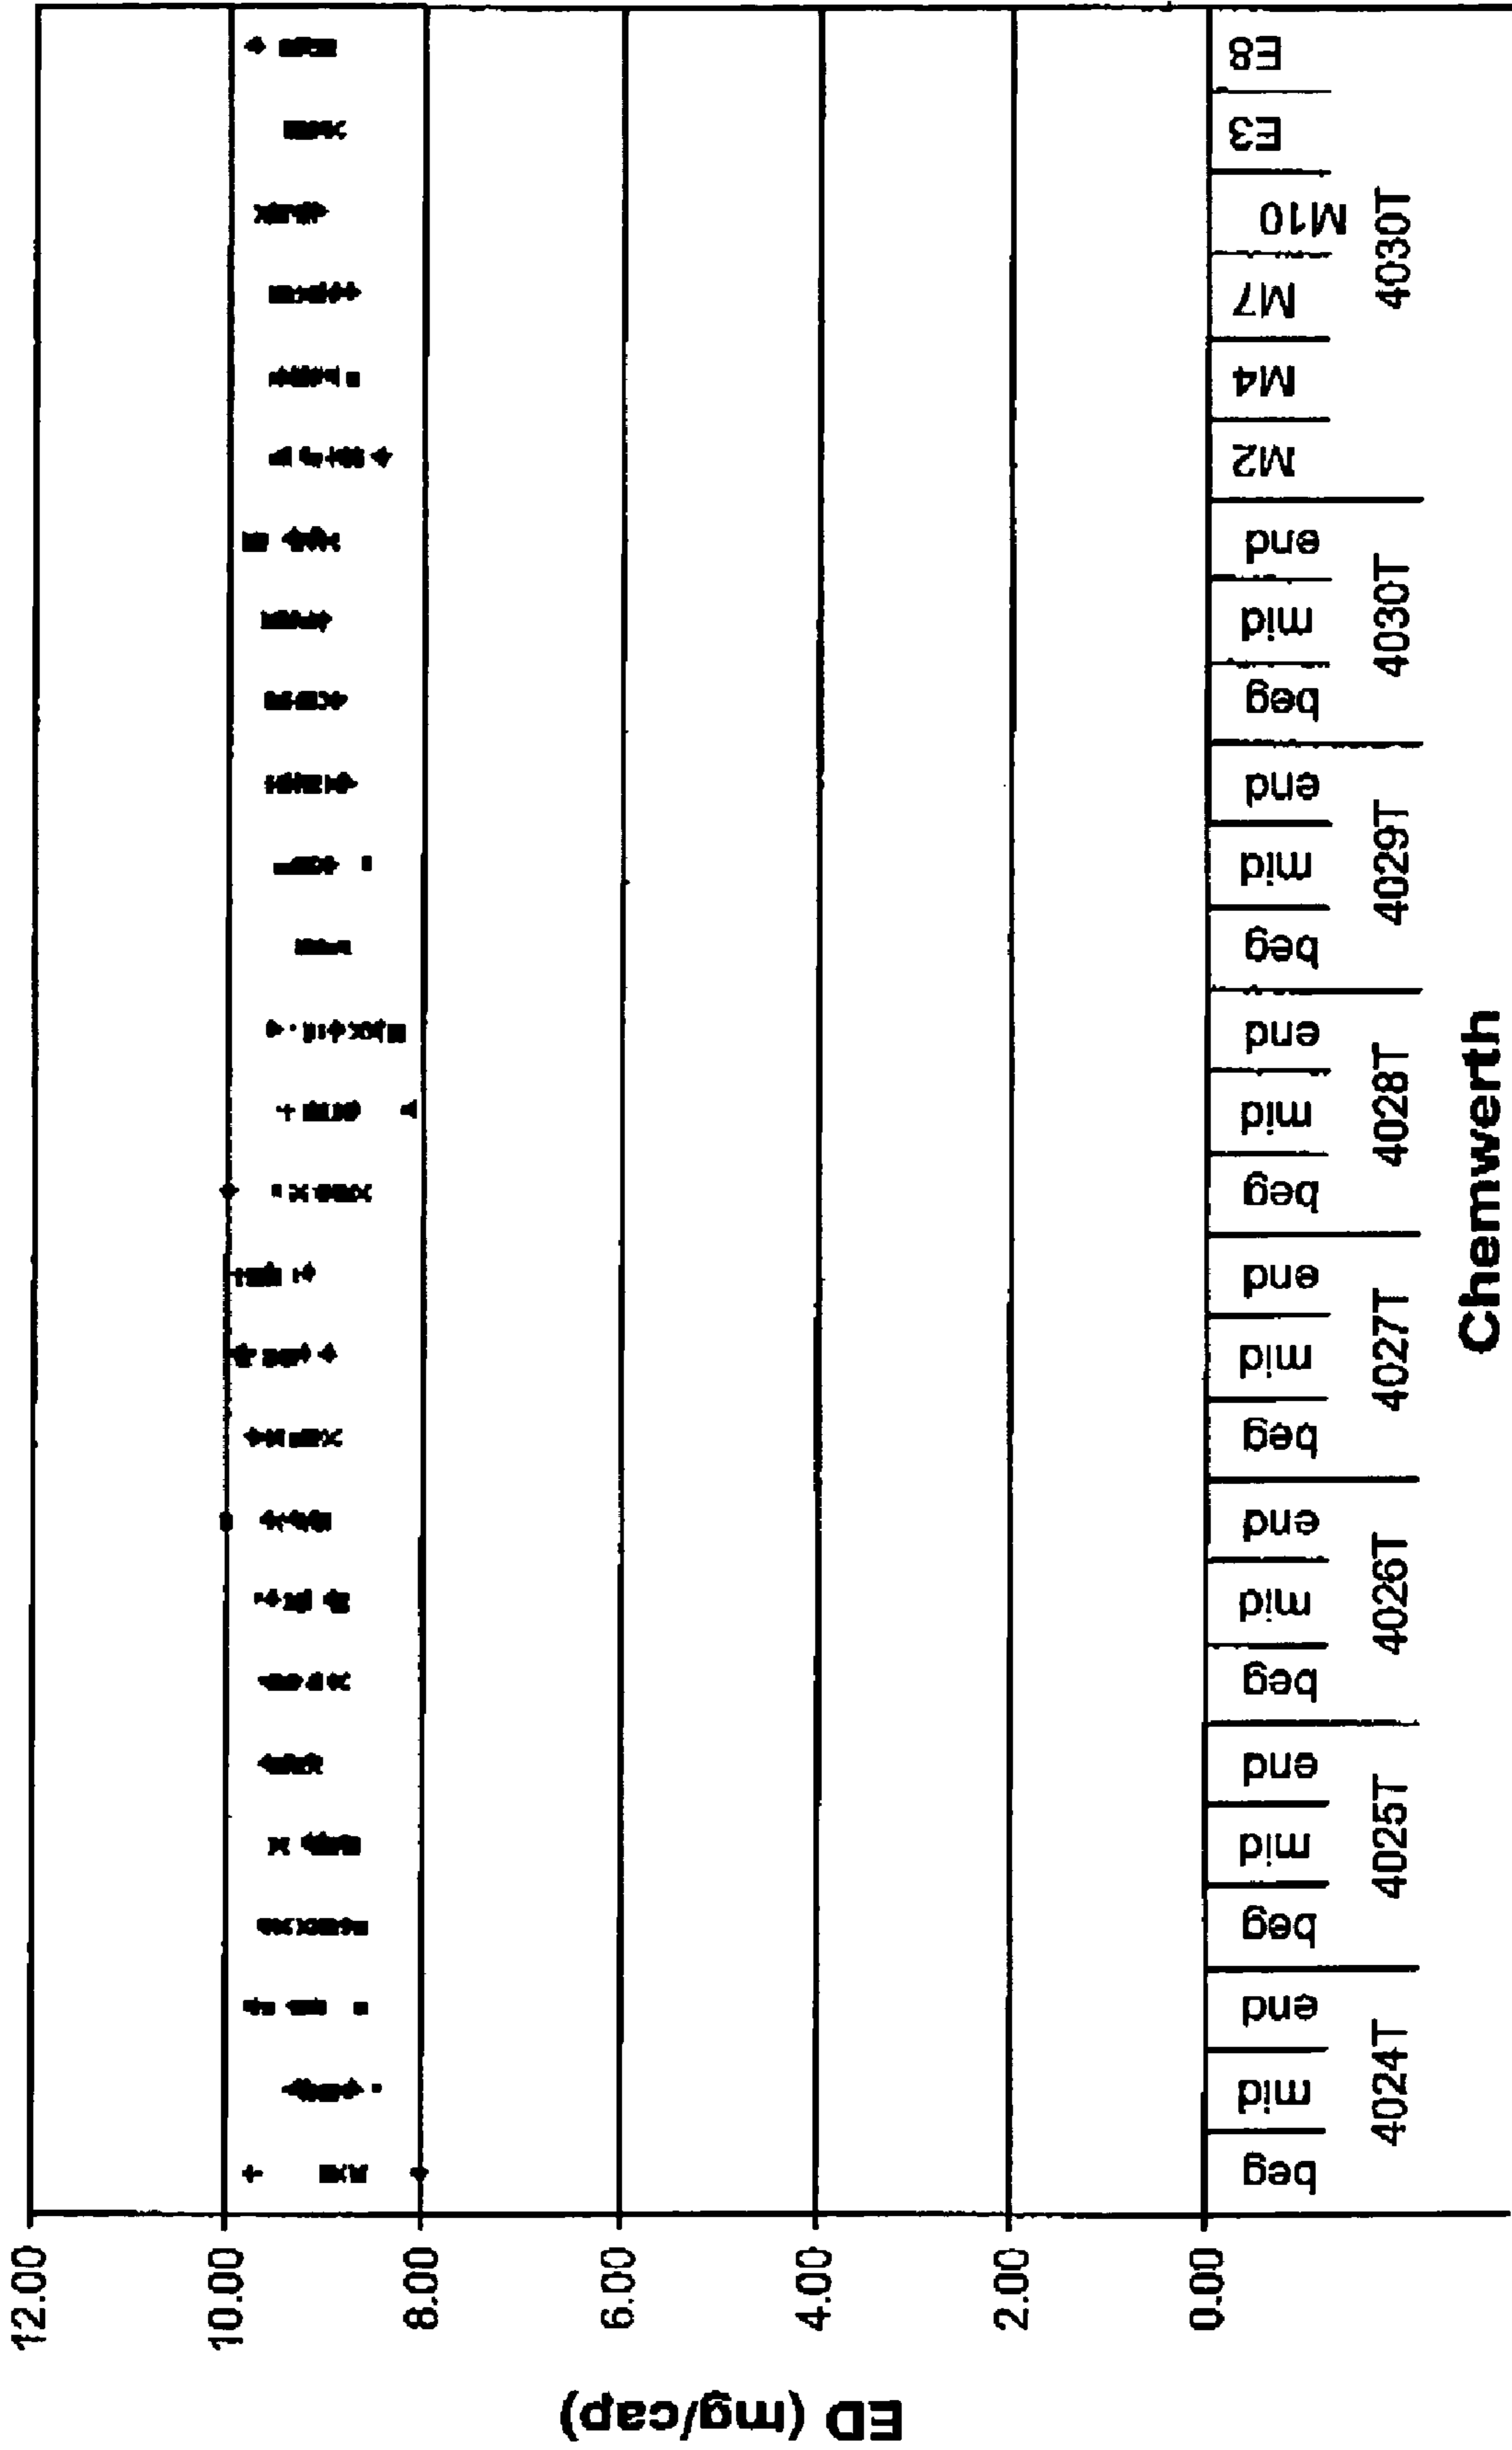 ED (mg/cap)
12.00
10.00
8.00
6.00
4.00
2.00
0.00
beg mid end beg mid end beg mid end beg mid end beg mid end beg mid end beg mid end M2 M4 M7 M10 E3 E8
4024T 4025T 4026T 4027T 4028T 4029T 4030T 4030T
Chemwerth